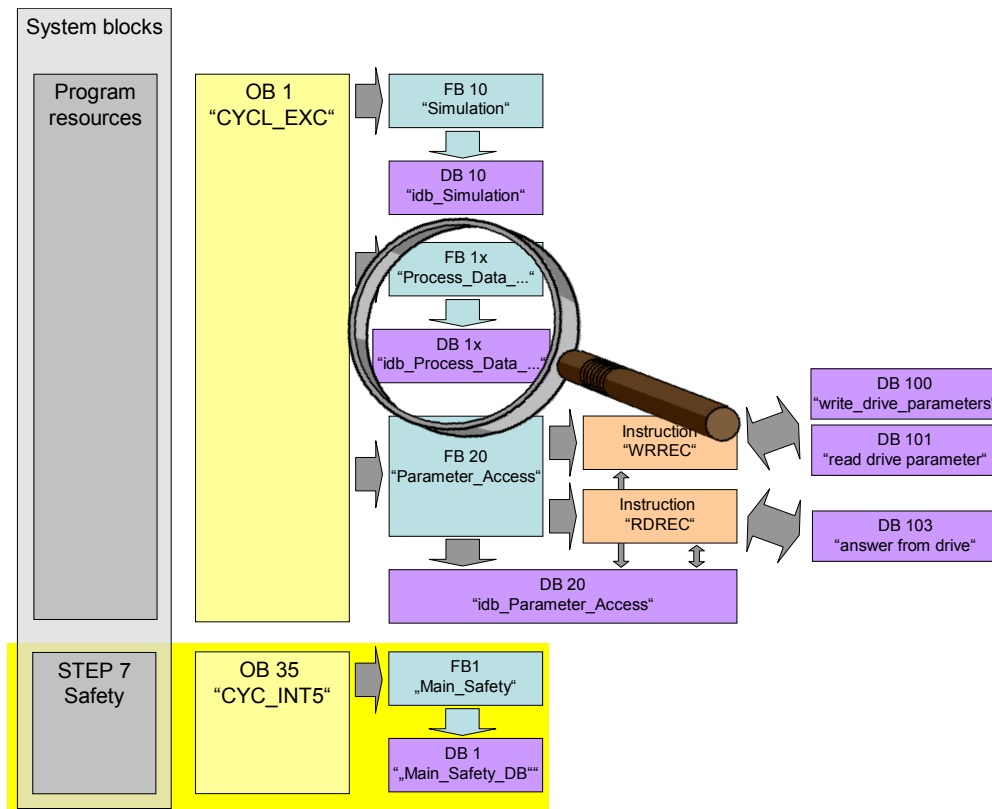 System blocks
Program
resources
OB 1
“CYCL_EXC“
FB 10
“Simulation“
DB 10
“idb_Simulation“
FB 1x
“Process_Data_...“
DB 1x
“idb_Process_Data_...“
FB 20
“Parameter_Access“
Instruction
“WRREC“
Instruction
“RDREC“
DB 100
“write_drive_parameters“
DB 101
“read drive parameter“
DB 103
“answer from drive“
DB 20
“idb_Parameter_Access“
STEP 7
Safety
OB 35
“CYC_INT5“
FB1
„Main_Safety“
DB 1
“„Main_Safety_DB““